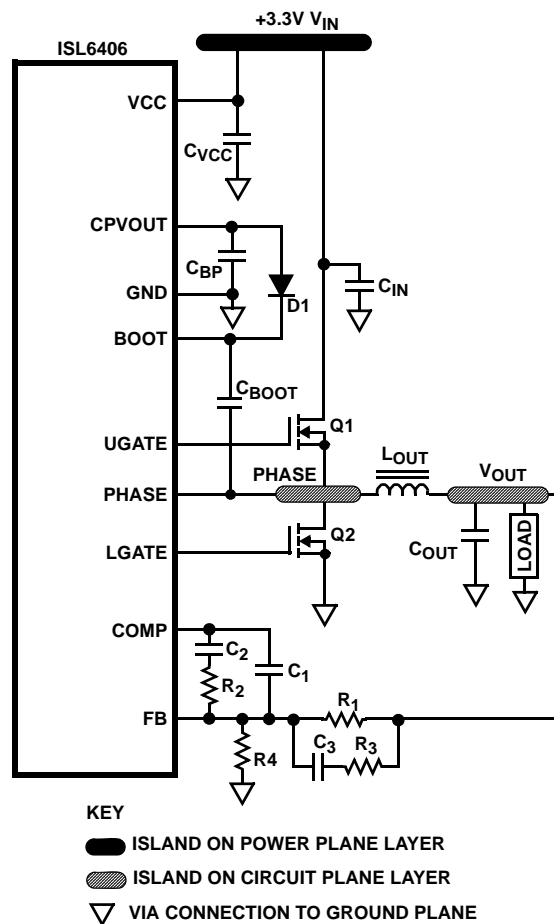 +3.3V VIN
ISL6406
VCC
CVCC
CPVOUT
CBP
GND
D1
CIN
BOOT
CBOOT
UGATE
Q1
PHASE
PHASE
LOUT
VOUT
LGATE
Q2
COUT
LOAD
COMP
C2
C1
R2
FB
R1
R4
C3
R3
KEY
ISLAND ON POWER PLANE LAYER
ISLAND ON CIRCUIT PLANE LAYER
VIA CONNECTION TO GROUND PLANE